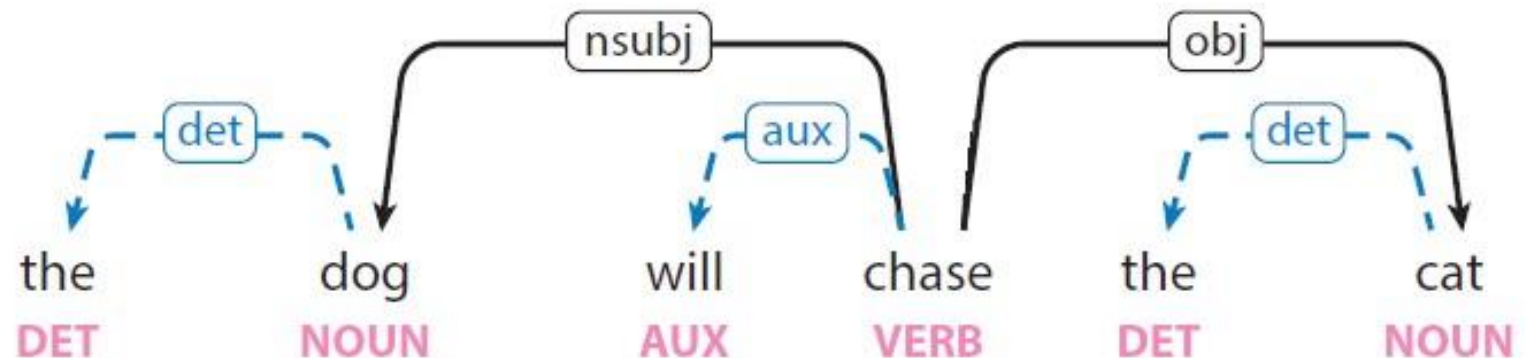 nsubj obj
det aux det
the dog will chase the cat
DET NOUN AUX VERB DET NOUN